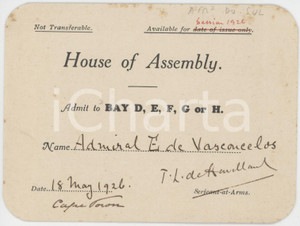 Session 1926
Not Transferable. Available for date of issue only.
House of Assembly.
Admit to BAY D, E, F, G or H.
iCharta
Name Admiral E de Vasconcelos
Date 18 May 1926.
Cape Town
Serjeant-at-Arms.